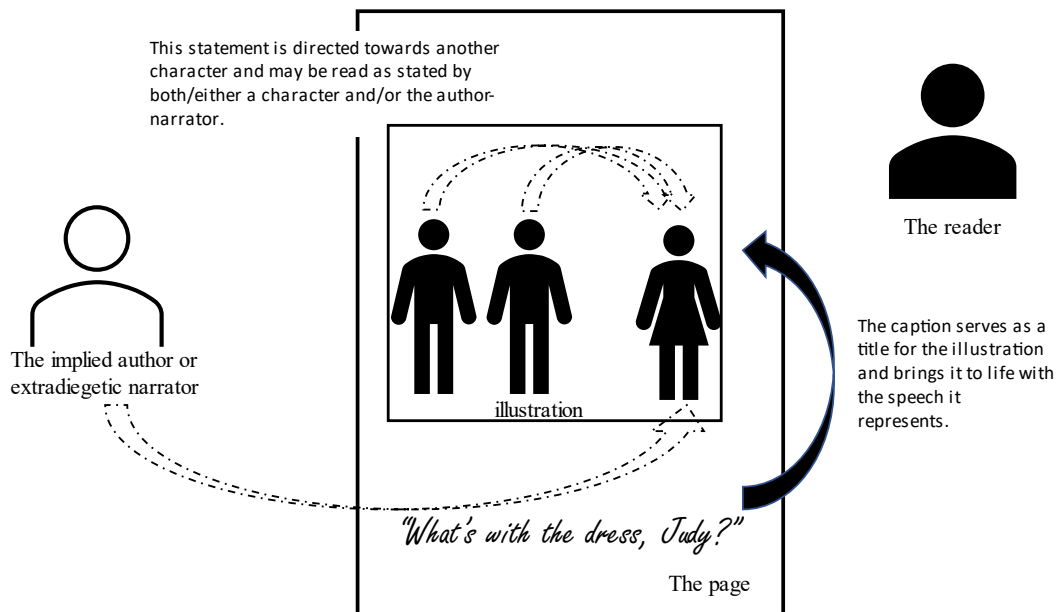 This statement is directed towards another
character and may be read as stated by
both/either a character and/or the author-
narrator.
The reader
The implied author or
extradiegetic narrator
illustration
The caption serves as a
title for the illustration
and brings it to life with
the speech it
represents.
“What’s with the dress, Judy?”
The page